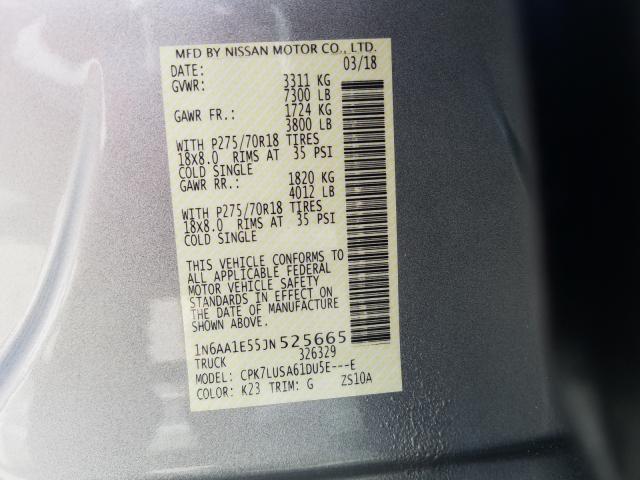 MFD BY NISSAN MOTOR CO., LTD.
DATE: 03/18
GVWR: 3311 KG
7300 LB
GAWR FR.: 1724 KG
3800 LB
WITH P275/70R18 TIRES
18X8.0 RIMS AT 35 PSI
COLD SINGLE
GAWR RR.: 1820 KG
4012 LB
WITH P275/70R18 TIRES
18X8.0 RIMS AT 35 PSI
COLD SINGLE
THIS VEHICLE CONFORMS TO
ALL APPLICABLE FEDERAL
MOTOR VEHICLE SAFETY
STANDARDS IN EFFECT ON
THE DATE OF MANUFACTURE
SHOWN ABOVE.
1N6AA1E55JN525665
TRUCK 326329
MODEL: CPK7LUSA61DU5E---E
COLOR: K23 TRIM: G ZS10A